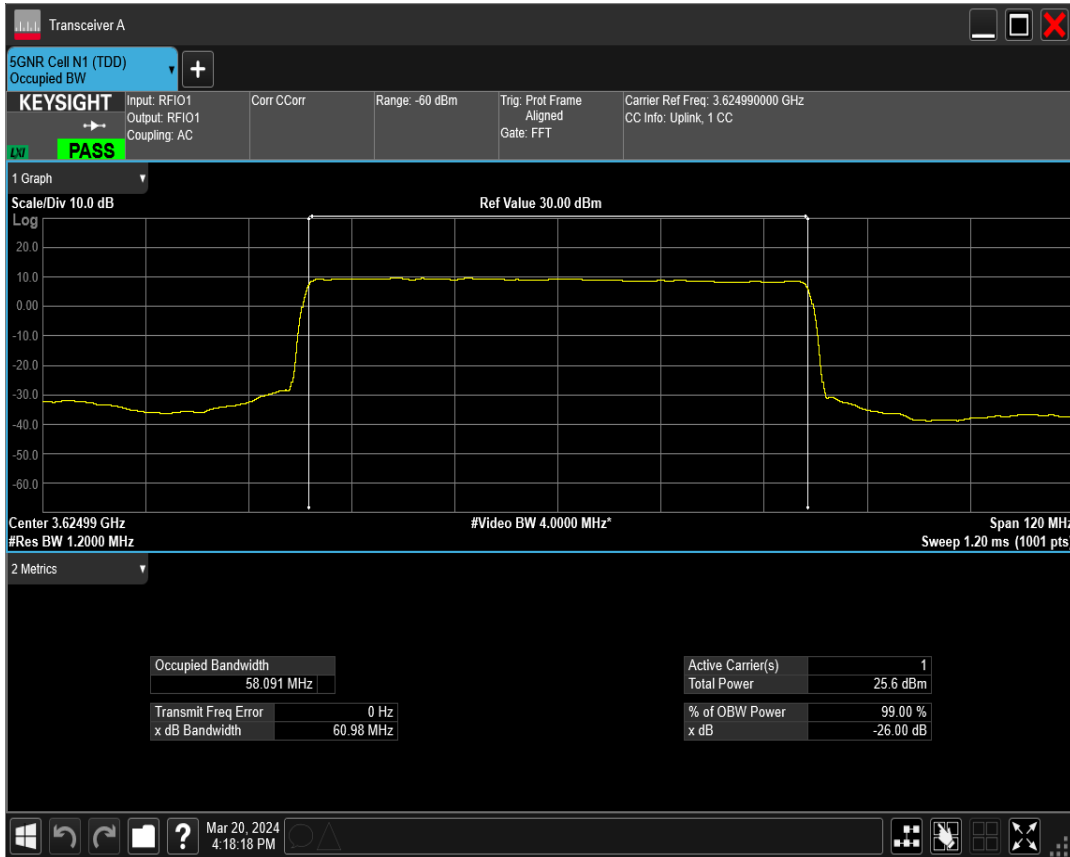 Transceiver A
5GNR Cell N1 (TDD)
Occupied BW
+
KEYSIGHT
LXI
PASS
Input: RFIO1
Output: RFIO1
Coupling: AC
Corr CCorr
Range: -60 dBm
Trig: Prot Frame
Aligned
Gate: FFT
Carrier Ref Freq: 3.624990000 GHz
CC Info: Uplink, 1 CC
1 Graph
Scale/Div 10.0 dB
Ref Value 30.00 dBm
Log
20.0
10.0
0.00
-10.0
-20.0
-30.0
-40.0
-50.0
-60.0
Center 3.62499 GHz
#Video BW 4.0000 MHz*
Span 120 MHz
#Res BW 1.2000 MHz
Sweep 1.20 ms (1001 pts)
2 Metrics
Occupied Bandwidth
58.091 MHz
Transmit Freq Error 0 Hz
x dB Bandwidth 60.98 MHz
Active Carrier(s) 1
Total Power 25.6 dBm
% of OBW Power 99.00 %
x dB -26.00 dB
?
Mar 20, 2024
4:18:18 PM